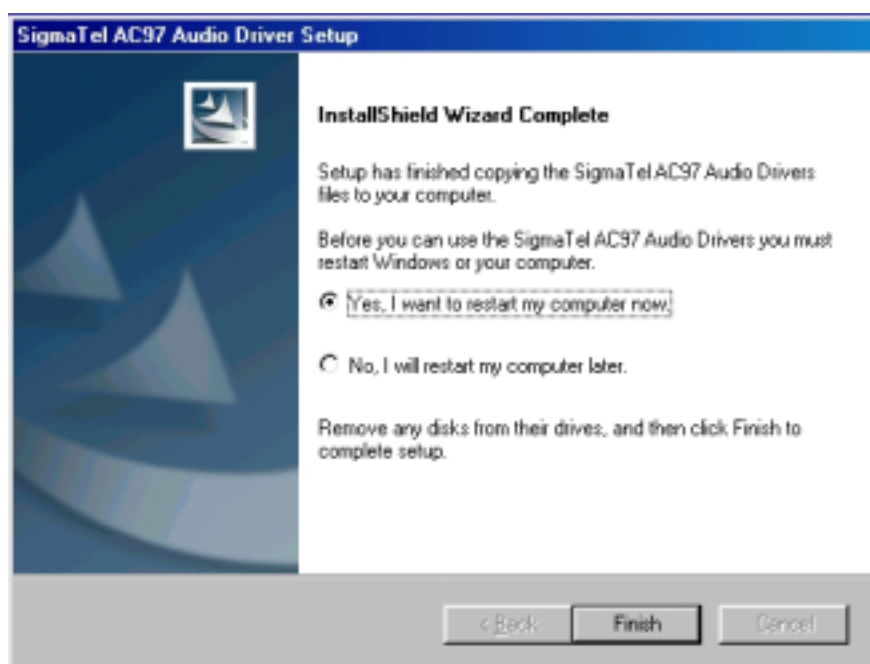 SigmaTel AC97 Audio Driver Setup
InstallShield Wizard Complete
Setup has finished copying the SigmaTel AC97 Audio Drivers
files to your computer.
Before you can use the SigmaTel AC97 Audio Drivers you must
restart Windows or your computer.
Yes, I want to restart my computer now.
No, I will restart my computer later.
Remove any disks from their drives, and then click Finish to
complete setup.
< Back Finish Cancel